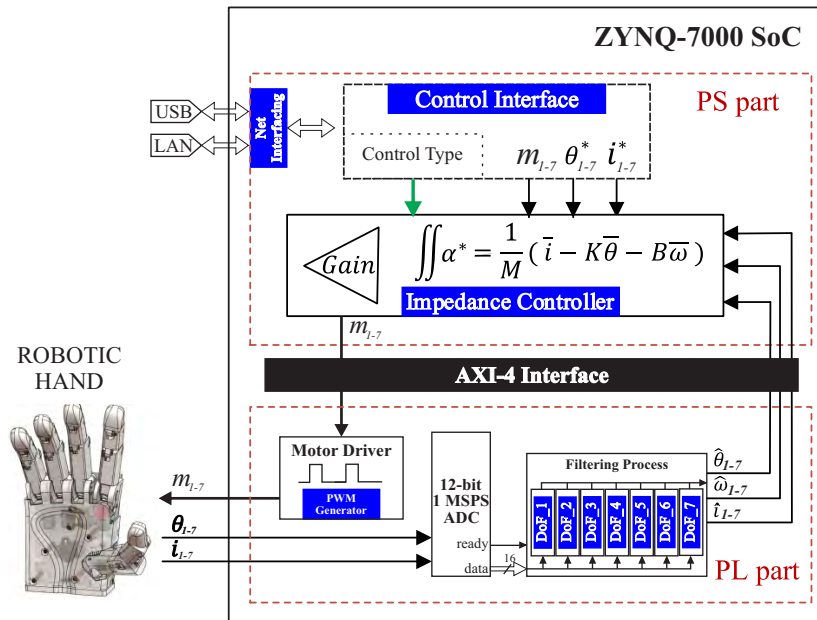 ZYNQ-7000 SoC
PS part
USB
LAN
Net
Interfacing
Control Interface
Control Type
m₁₋₇ θ*₁₋₇ i*₁₋₇
Gain
∬α* = 1/M ( i̅ − Kθ̅ − Bω̅ )
Impedance Controller
m₁₋₇
AXI-4 Interface
ROBOTIC
HAND
m₁₋₇
θ₁₋₇
i₁₋₇
Motor Driver
PWM
Generator
12-bit
1 MSPS
ADC
ready
data
16
Filtering Process
DoF_1
DoF_2
DoF_3
DoF_4
DoF_5
DoF_6
DoF_7
θ̂₁₋₇
ω̂₁₋₇
î₁₋₇
PL part